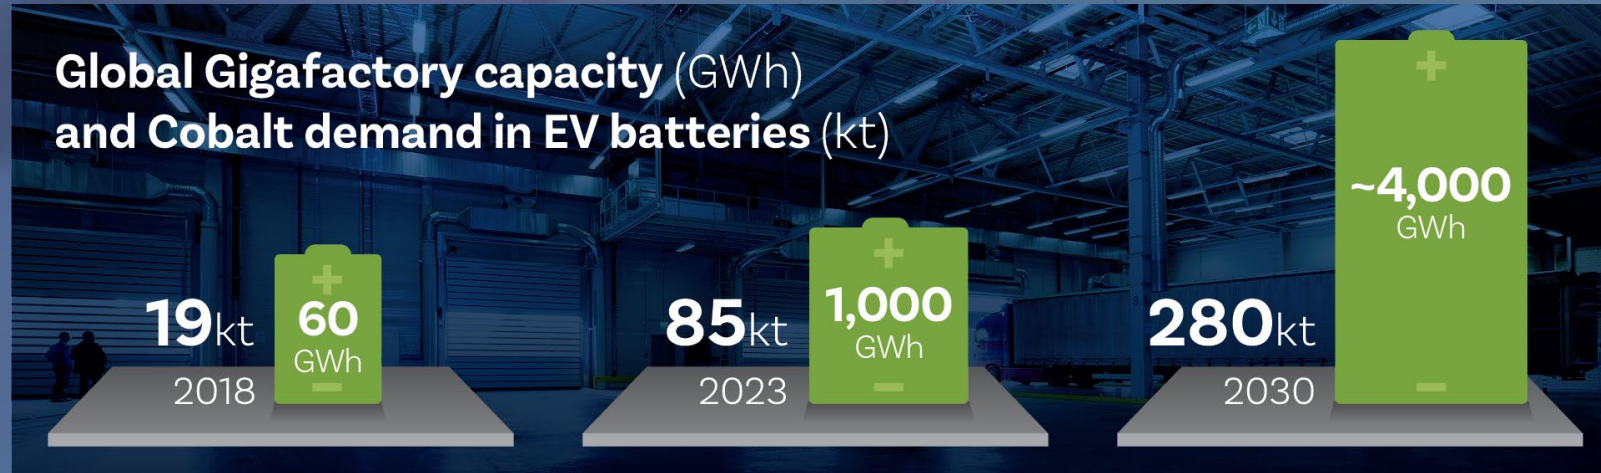 Global Gigafactory capacity (GWh)
and Cobalt demand in EV batteries (kt)
19kt
2018
+
60
GWh
−
85kt
2023
+
1,000
GWh
−
280kt
2030
+
~4,000
GWh
−